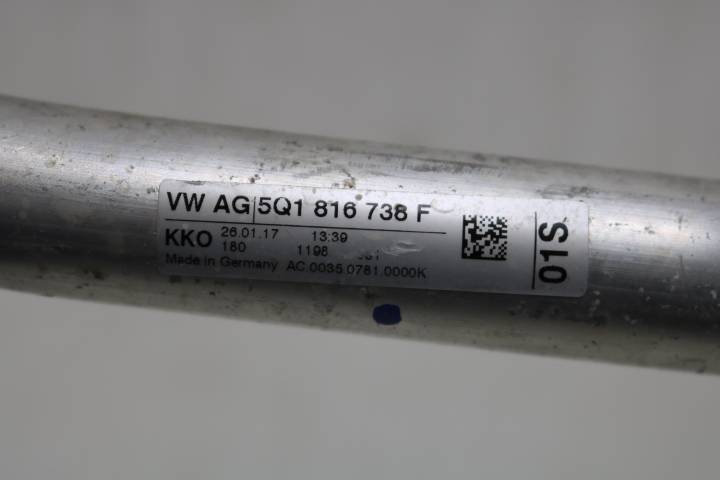 VW AG 5Q1 816 738 F
KKO 26.01.17 13:39
180 1198
Made in Germany AC.0035.0781.0000K
01S